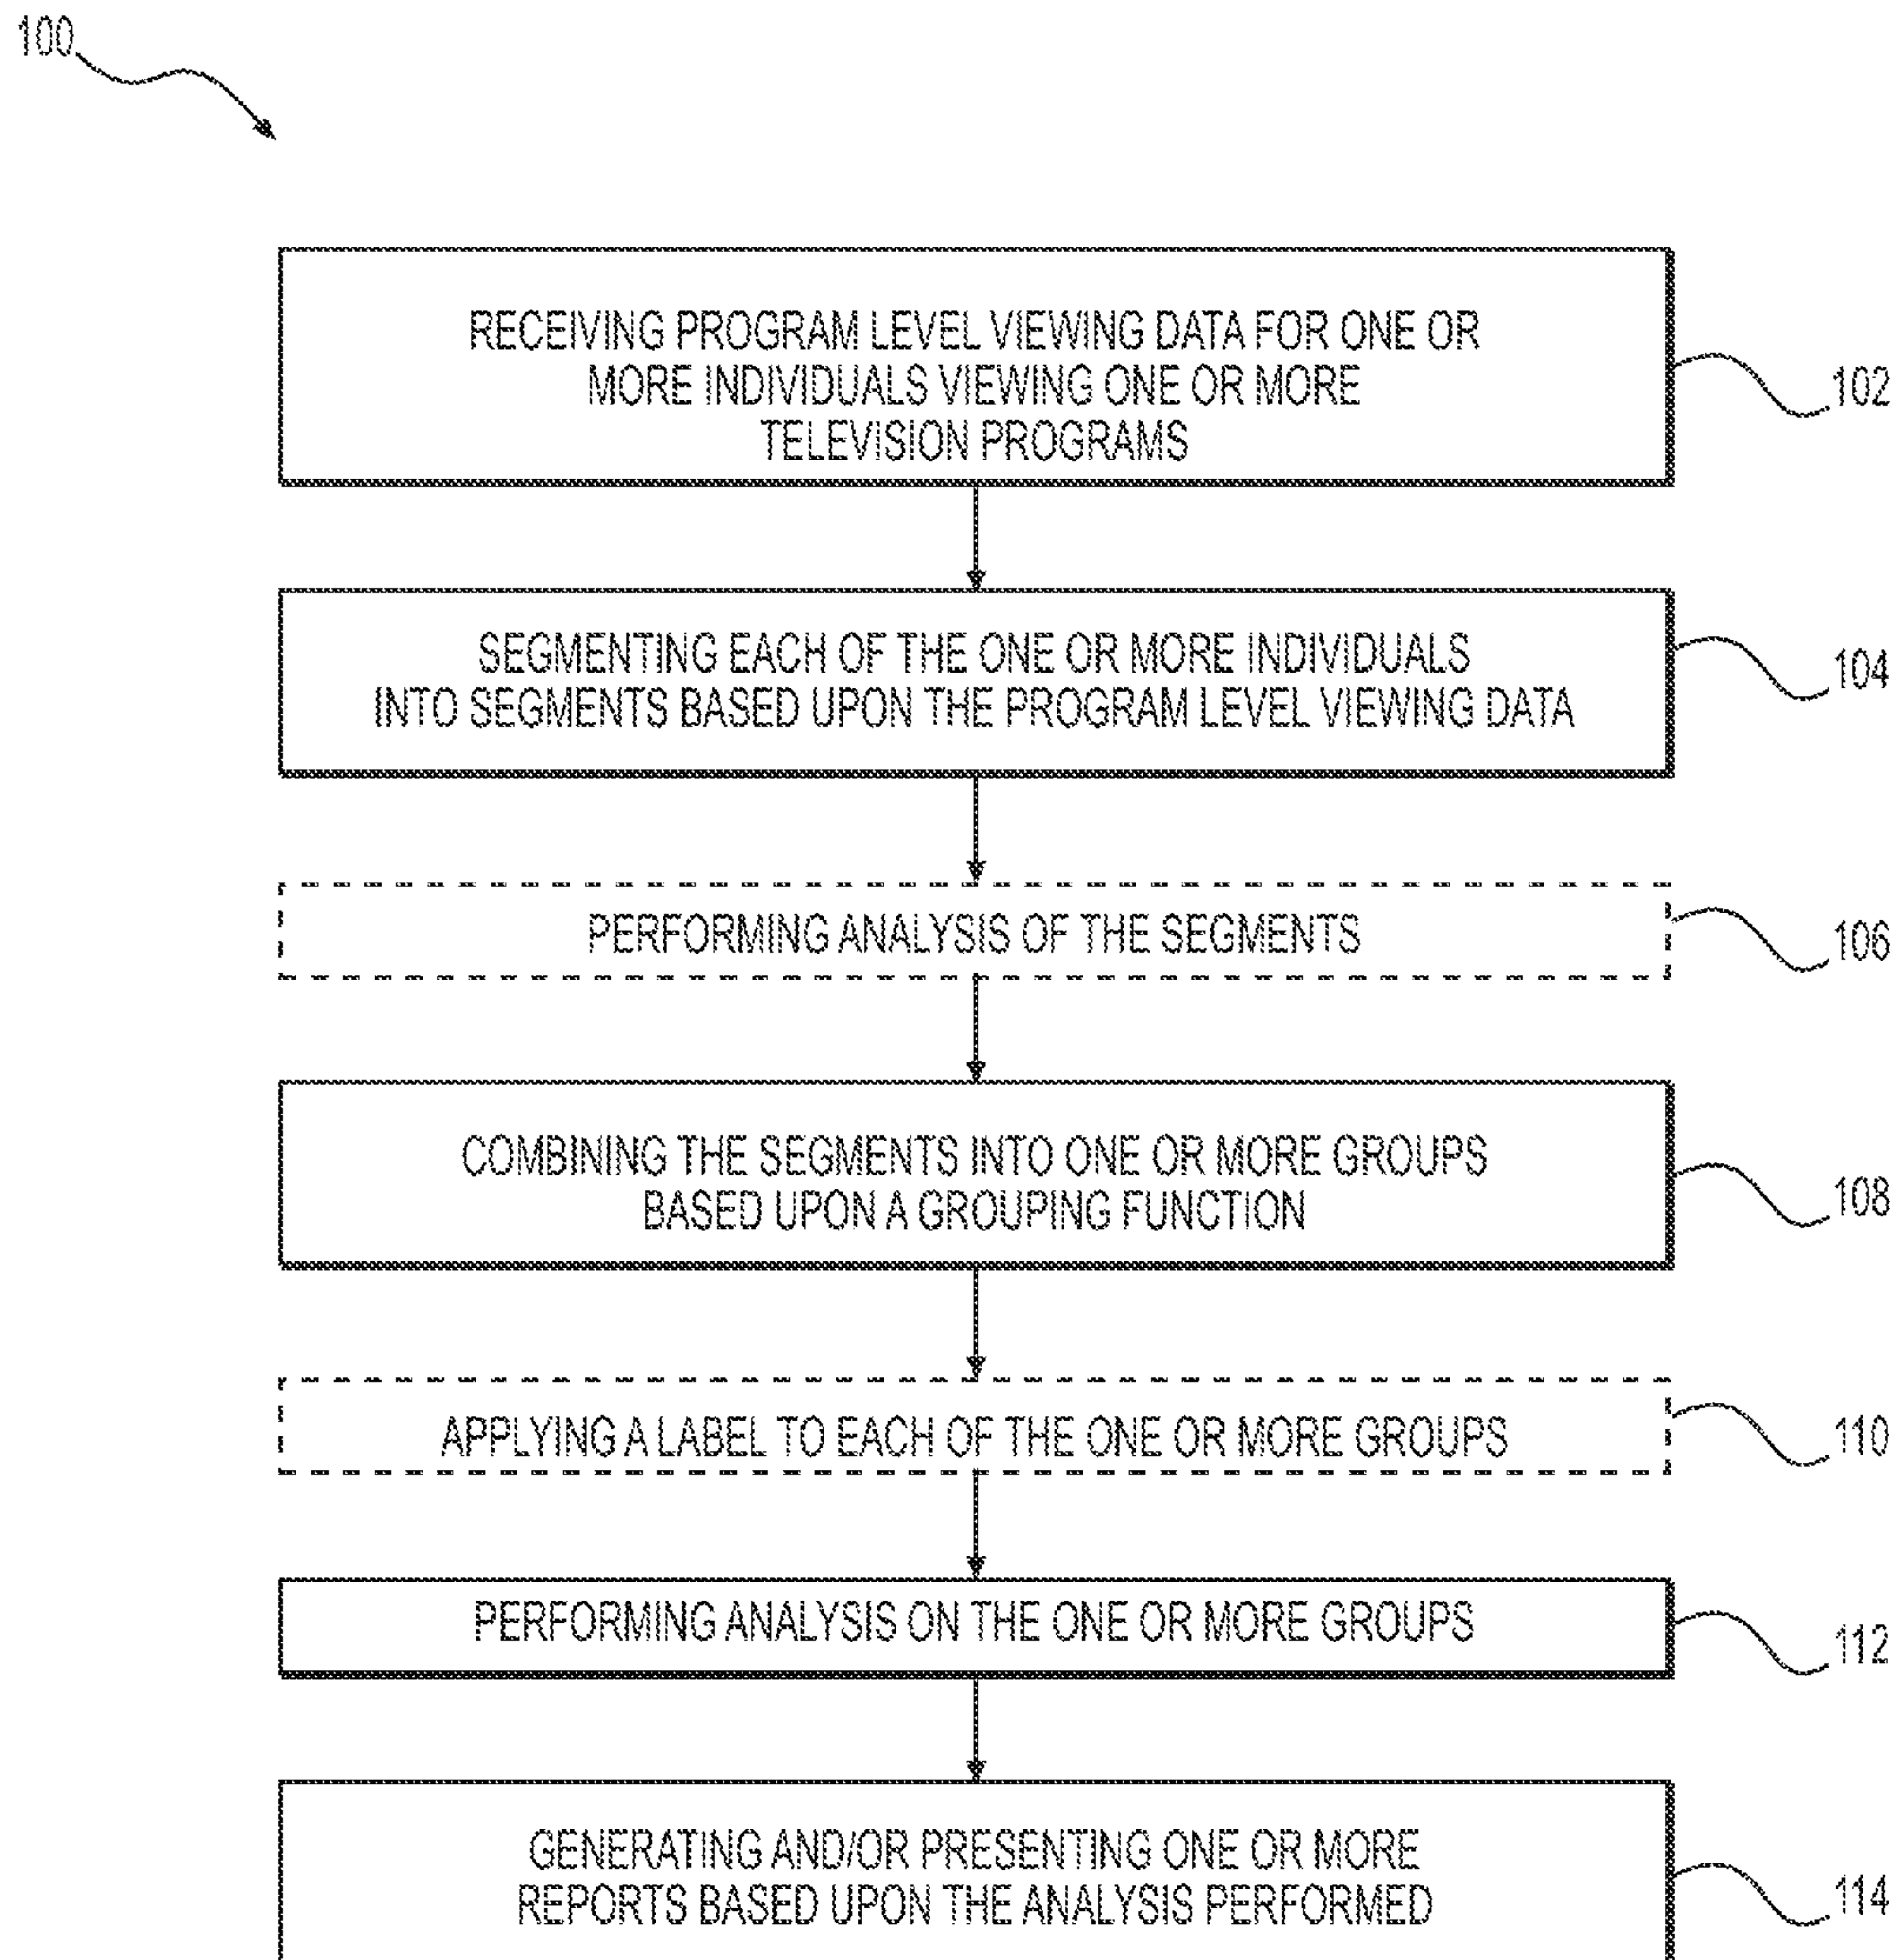 100
RECEIVING PROGRAM LEVEL VIEWING DATA FOR ONE OR
MORE INDIVIDUALS VIEWING ONE OR MORE
TELEVISION PROGRAMS
102
SEGMENTING EACH OF THE ONE OR MORE INDIVIDUALS
INTO SEGMENTS BASED UPON THE PROGRAM LEVEL VIEWING DATA
104
PERFORMING ANALYSIS OF THE SEGMENTS
106
COMBINING THE SEGMENTS INTO ONE OR MORE GROUPS
BASED UPON A GROUPING FUNCTION
108
APPLYING A LABEL TO EACH OF THE ONE OR MORE GROUPS
110
PERFORMING ANALYSIS ON THE ONE OR MORE GROUPS
112
GENERATING AND/OR PRESENTING ONE OR MORE
REPORTS BASED UPON THE ANALYSIS PERFORMED
114